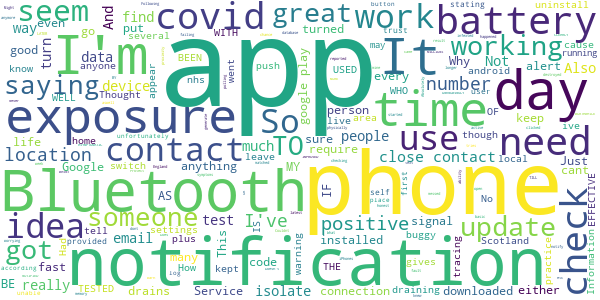 seem
covid
great
work
battery
And
find
even
way
put
several
turned
WITH
BEEN
I'm
app
It
working
Why
Not
cause
running
uninstall
stating
good
know
data
anyone
turn
go
saying
device
Thought
appear
WELL
nhs
went
push
USED
google play
may
WHO
every
android
alert
Also
day
exposure
So
time
number
person
live
area
OF
keep
ive
life
home
contact
TO
much
sure
people
though
location
Google
switch
anything
leave
MY
require
use
need
close contact
local
Just
cant
AS
IF
self
first
No
Bluetooth
phone
check
EFFECTIVE
information
idea
someone
test
I've
IS
positive
signal
update
tell
settings
provided
email
plus
This
code
installed
buggy
Scotland
practice
tracing
got
Had
many
kept
warning
THE
gives
according
fast
How
log
notification
BE
really
TESTED
drains
Service
isolate
connection
draining
downloaded
either
unfortunately